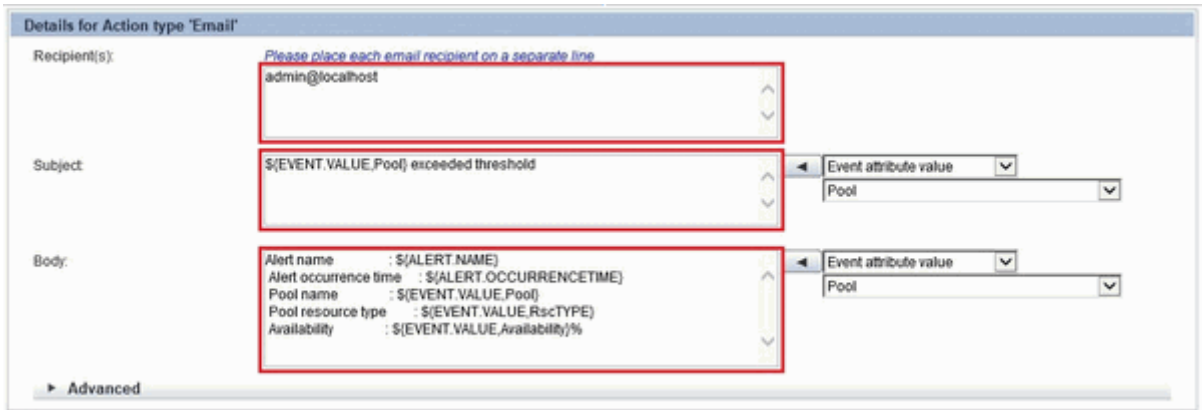 Details for Action type 'Email'
Recipient(s):
Please place each email recipient on a separate line
admin@localhost
Subject:
${EVENT.VALUE,Pool} exceeded threshold
Event attribute value
Pool
Body:
Alert name : ${ALERT.NAME}
Alert occurrence time : ${ALERT.OCCURRENCETIME}
Pool name : ${EVENT.VALUE,Pool}
Pool resource type : ${EVENT.VALUE,RscTYPE}
Availability : ${EVENT.VALUE,Availability}%
Event attribute value
Pool
Advanced